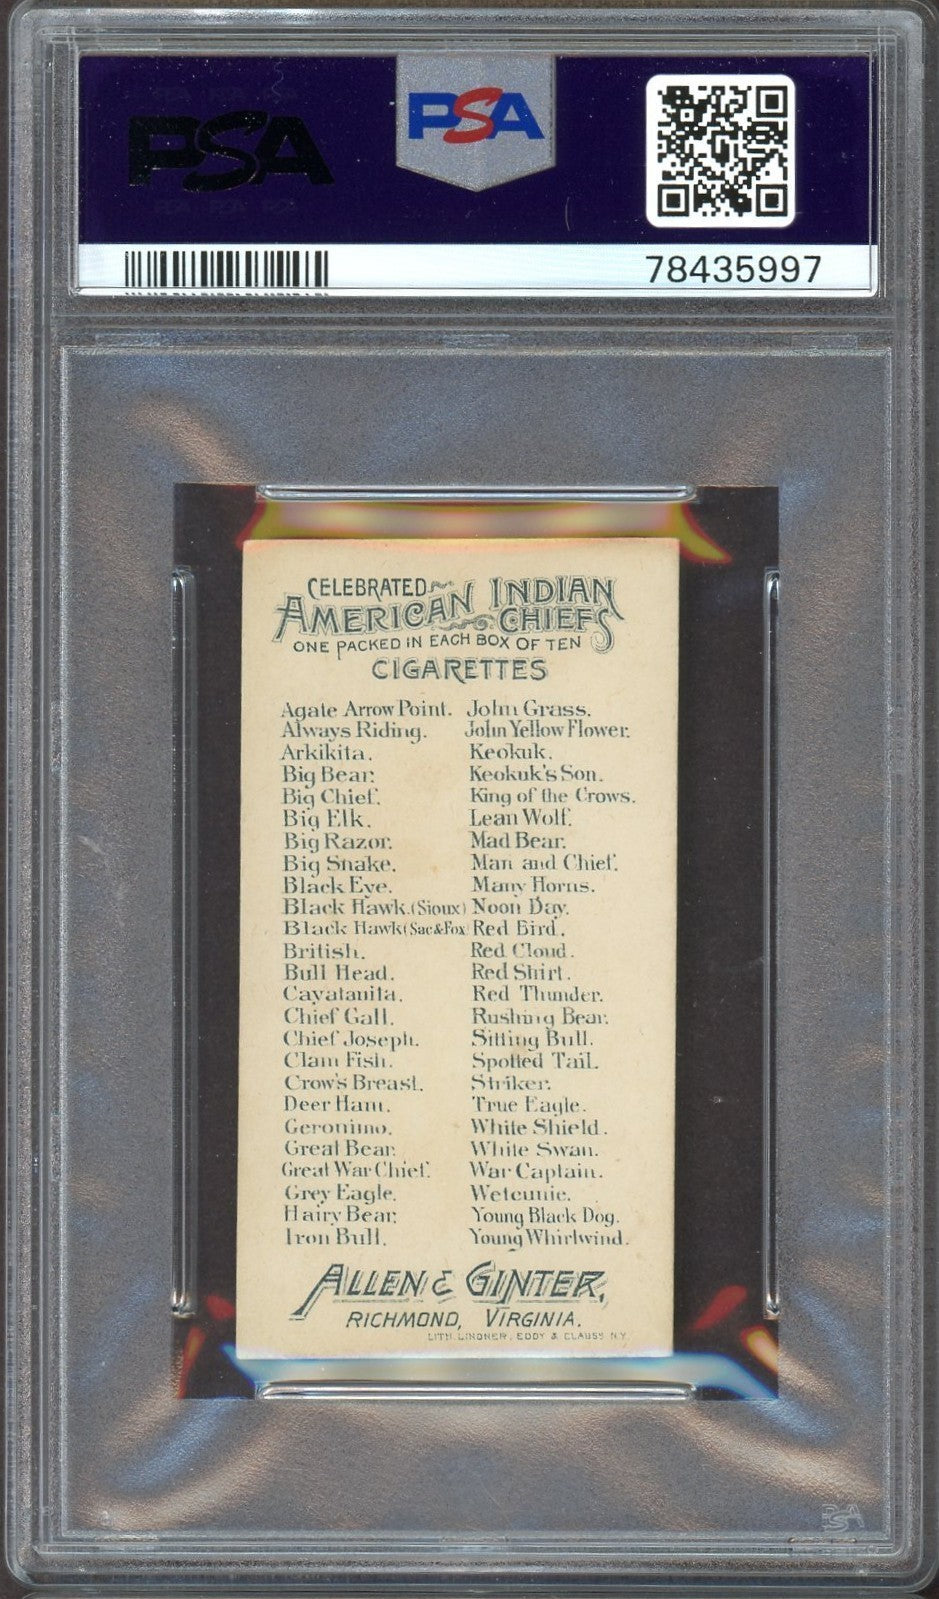 PSA
PSA
78435997
CELEBRATED
AMERICAN INDIAN
CHIEFS
ONE PACKED IN EACH BOX OF TEN
CIGARETTES
Agate Arrow Point. John Grass.
Always Riding. John Yellow Flower.
Arkikita. Keokuk.
Big Bear. Keokuk's Son.
Big Chief. King of the Crows.
Big Elk. Lean Wolf.
Big Razor. Mad Bear.
Big Snake. Man and Chief.
Black Eye. Many Horns.
Black Hawk.(Sioux) Noon Day.
Black Hawk(Sac&Fox Red Bird.
British. Red Cloud.
Bull Head. Red Shirt.
Cayatanita. Red Thunder.
Chief Gall. Rushing Bear.
Chief Joseph. Sitting Bull.
Clam Fish. Spotted Tail.
Crow's Breast. Striker.
Deer Ham. True Eagle.
Geronimo. White Shield.
Great Bear. White Swan.
Great War Chief. War Captain.
Grey Eagle. Wetcunie.
Hairy Bear. Young Black Dog.
Iron Bull. Young Whirlwind.
ALLEN & GINTER,
RICHMOND, VIRGINIA.
LITH. LINDNER, EDDY & CLAUSS N.Y.
PSA